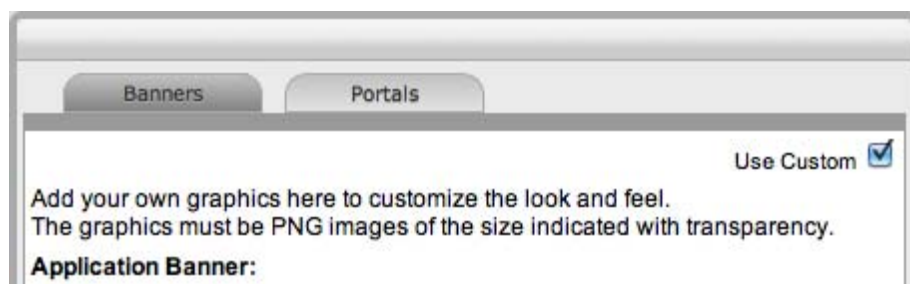 Banners Portals
Use Custom
Add your own graphics here to customize the look and feel.
The graphics must be PNG images of the size indicated with transparency.
Application Banner: